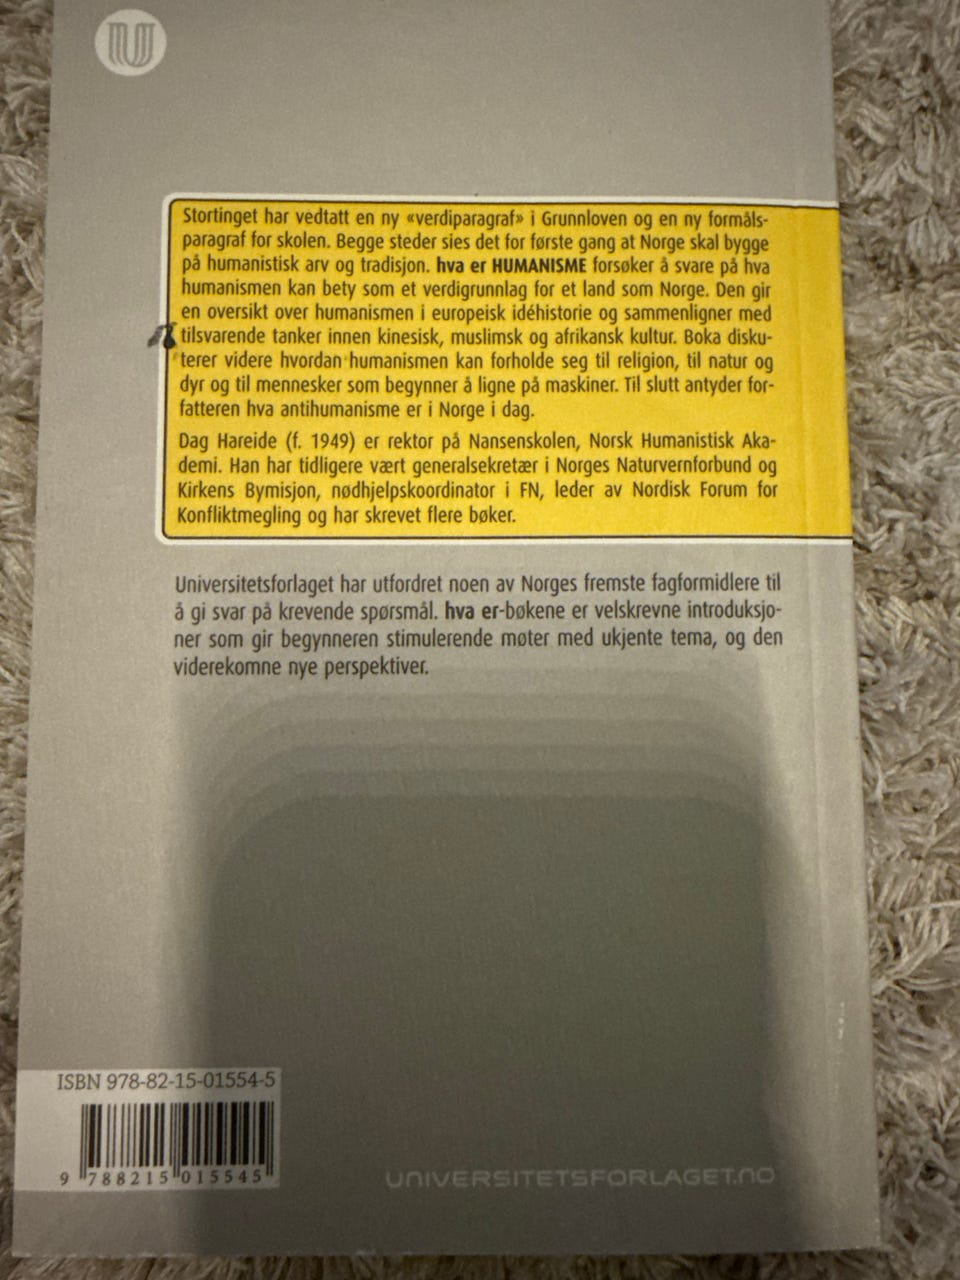 U
Stortinget har vedtatt en ny «verdiparagraf» i Grunnloven og en ny formåls-
paragraf for skolen. Begge steder sies det for første gang at Norge skal bygge
på humanistisk arv og tradisjon. hva er HUMANISME forsøker å svare på hva
humanismen kan bety som et verdigrunnlag for et land som Norge. Den gir
en oversikt over humanismen i europeisk idéhistorie og sammenligner med
tilsvarende tanker innen kinesisk, muslimsk og afrikansk kultur. Boka disku-
terer videre hvordan humanismen kan forholde seg til religion, til natur og
dyr og til mennesker som begynner å ligne på maskiner. Til slutt antyder for-
fatteren hva antihumanisme er i Norge i dag.
Dag Hareide (f. 1949) er rektor på Nansenskolen, Norsk Humanistisk Aka-
demi. Han har tidligere vært generalsekretær i Norges Naturvernforbund og
Kirkens Bymisjon, nødhjelpskoordinator i FN, leder av Nordisk Forum for
Konfliktmegling og har skrevet flere bøker.
Universitetsforlaget har utfordret noen av Norges fremste fagformidlere til
å gi svar på krevende spørsmål. hva er-bøkene er velskrevne introduksjo-
ner som gir begynneren stimulerende møter med ukjente tema, og den
viderekomne nye perspektiver.
ISBN 978-82-15-01554-5
9 788215 015545
UNIVERSITETSFORLAGET.NO